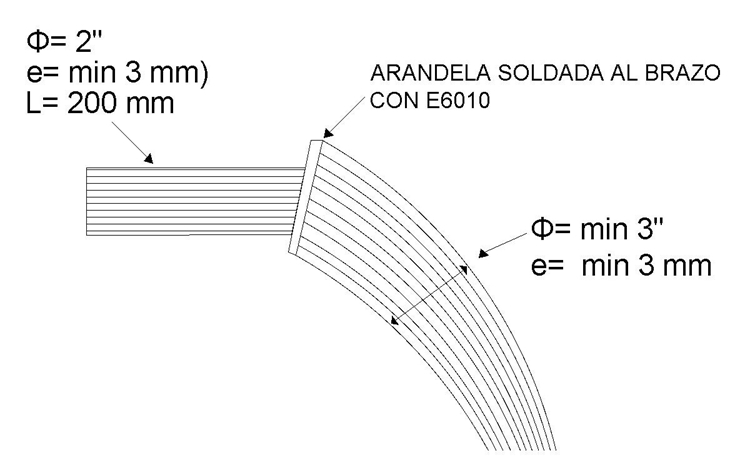 Φ= 2"
e= min 3 mm)
L= 200 mm
ARANDELA SOLDADA AL BRAZO
CON E6010
Φ= min 3"
e=  min 3 mm